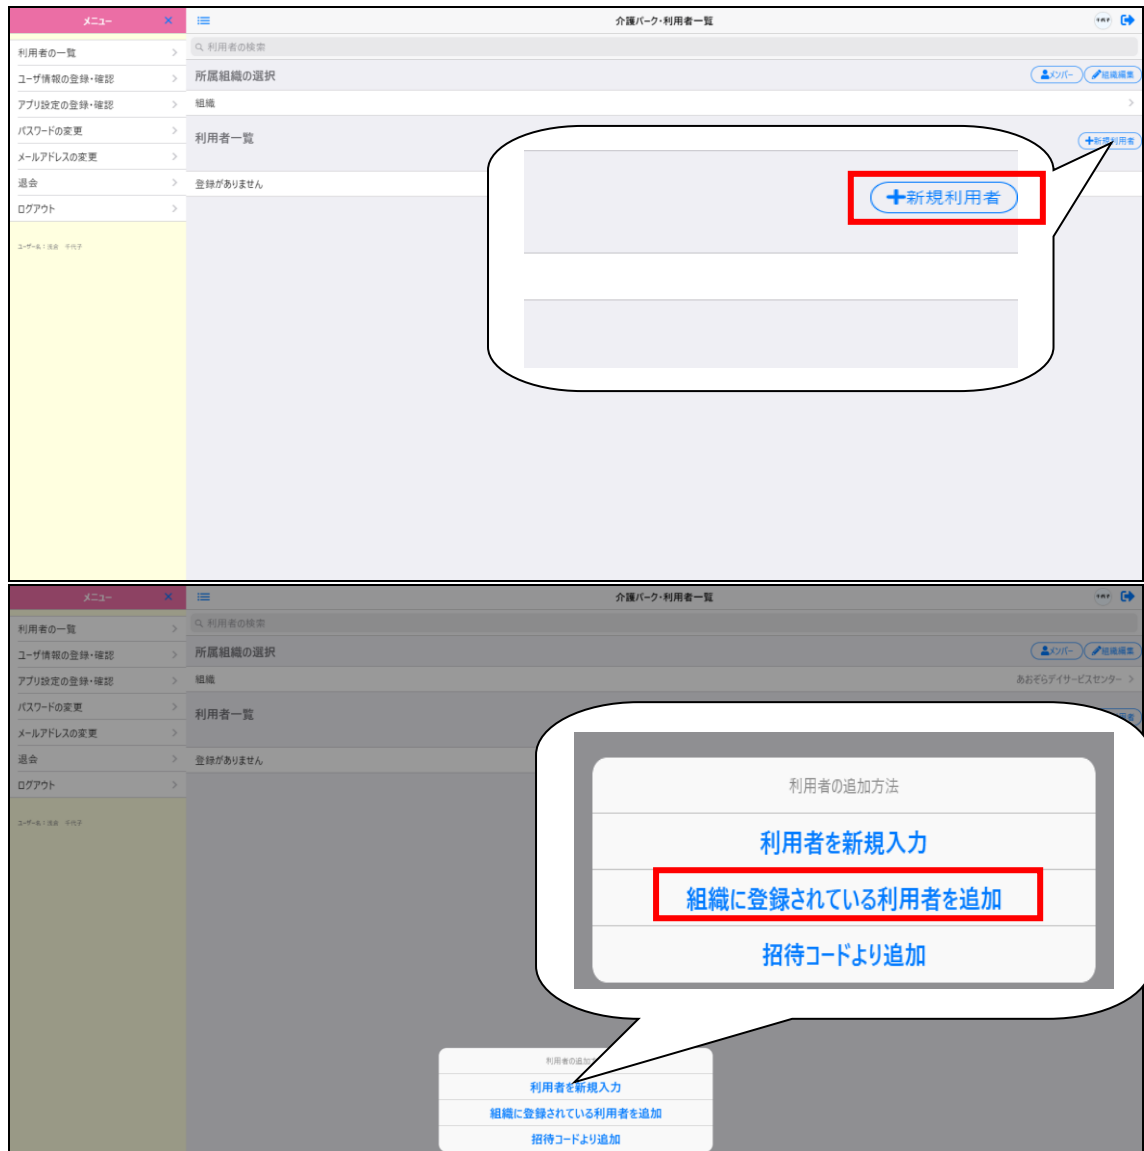 メニュー ×
介護パーク・利用者一覧
利用者の検索
利用者の一覧
ユーザ情報の登録・確認
アプリ設定の登録・確認
パスワードの変更
メールアドレスの変更
退会
ログアウト
所属組織の選択
メンバー
組織編集
組織
利用者一覧
+新規利用者
登録がありません
+新規利用者
メニュー ×
介護パーク・利用者一覧
利用者の検索
利用者の一覧
ユーザ情報の登録・確認
アプリ設定の登録・確認
パスワードの変更
メールアドレスの変更
退会
ログアウト
所属組織の選択
メンバー
組織編集
組織
あおぞらデイサービスセンター
利用者一覧
登録がありません
利用者の追加方法
利用者を新規入力
組織に登録されている利用者を追加
招待コードより追加
利用者の追加
利用者を新規入力
組織に登録されている利用者を追加
招待コードより追加